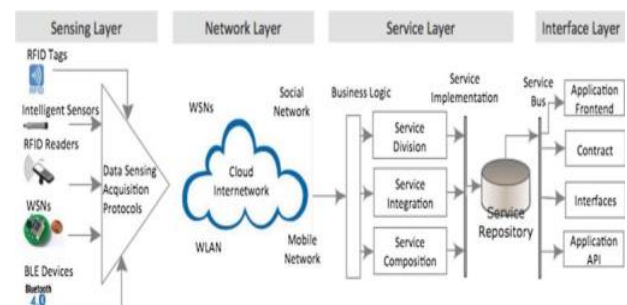 Sensing Layer
Network Layer
Service Layer
Interface Layer
RFID Tags
RFID
Intelligent Sensors
RFID Readers
WSNs
BLE Devices
Bluetooth
4.0
Data Sensing
Acquisition
Protocols
WSNs
Social
Network
Cloud
Internetwork
WLAN
Mobile
Network
Business Logic
Service
Division
Service
Integration
Service
Composition
Service
Implementation
Service
Repository
Service
Bus
Application
Frontend
Contract
Interfaces
Application
API